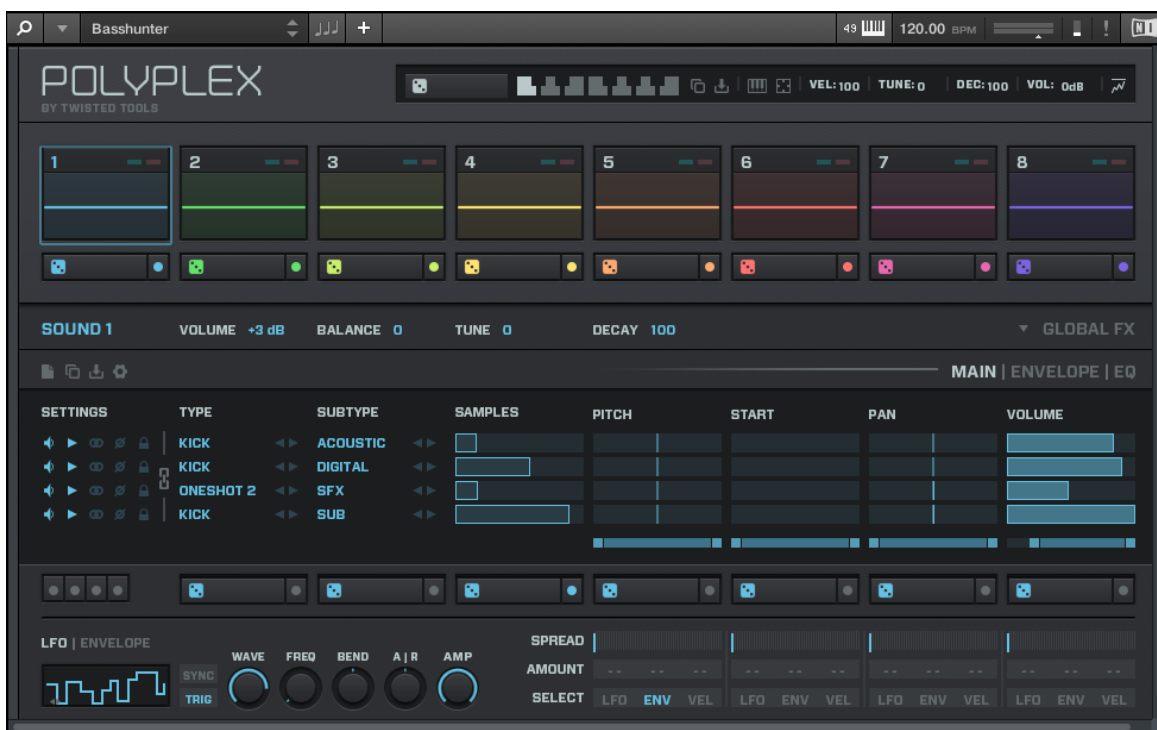 Basshunter 49 120.00 BPM NI
POLYPLEX
BY TWISTED TOOLS
VEL: 100 TUNE: 0 DEC: 100 VOL: 0dB
1 2 3 4 5 6 7 8
SOUND 1 VOLUME +3 dB BALANCE 0 TUNE 0 DECAY 100 GLOBAL FX
MAIN | ENVELOPE | EQ
SETTINGS TYPE SUBTYPE SAMPLES PITCH START PAN VOLUME
KICK ACOUSTIC
KICK DIGITAL
ONESHOT 2 SFX
KICK SUB
LFO | ENVELOPE
WAVE FREQ BEND A|R AMP
SYNC
TRIG
SPREAD
AMOUNT -- -- -- -- -- -- -- -- -- -- -- --
SELECT LFO ENV VEL LFO ENV VEL LFO ENV VEL LFO ENV VEL